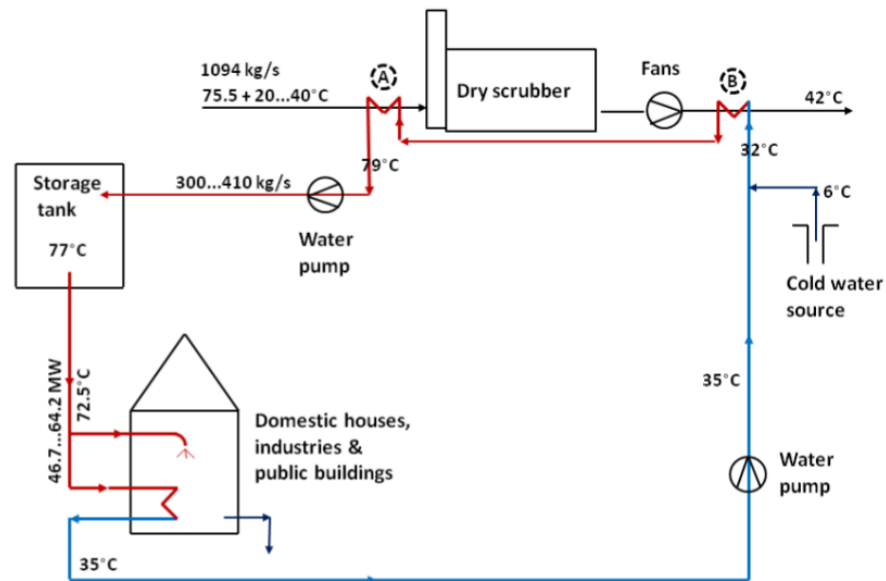 1094 kg/s
75.5 + 20...40°C
A
Dry scrubber
Fans
B
42°C
79°C
32°C
Storage
tank
77°C
300...410 kg/s
Water
pump
6°C
Cold water
source
46.7...64.2 MW
72.5°C
35°C
Domestic houses,
industries &
public buildings
Water
pump
35°C